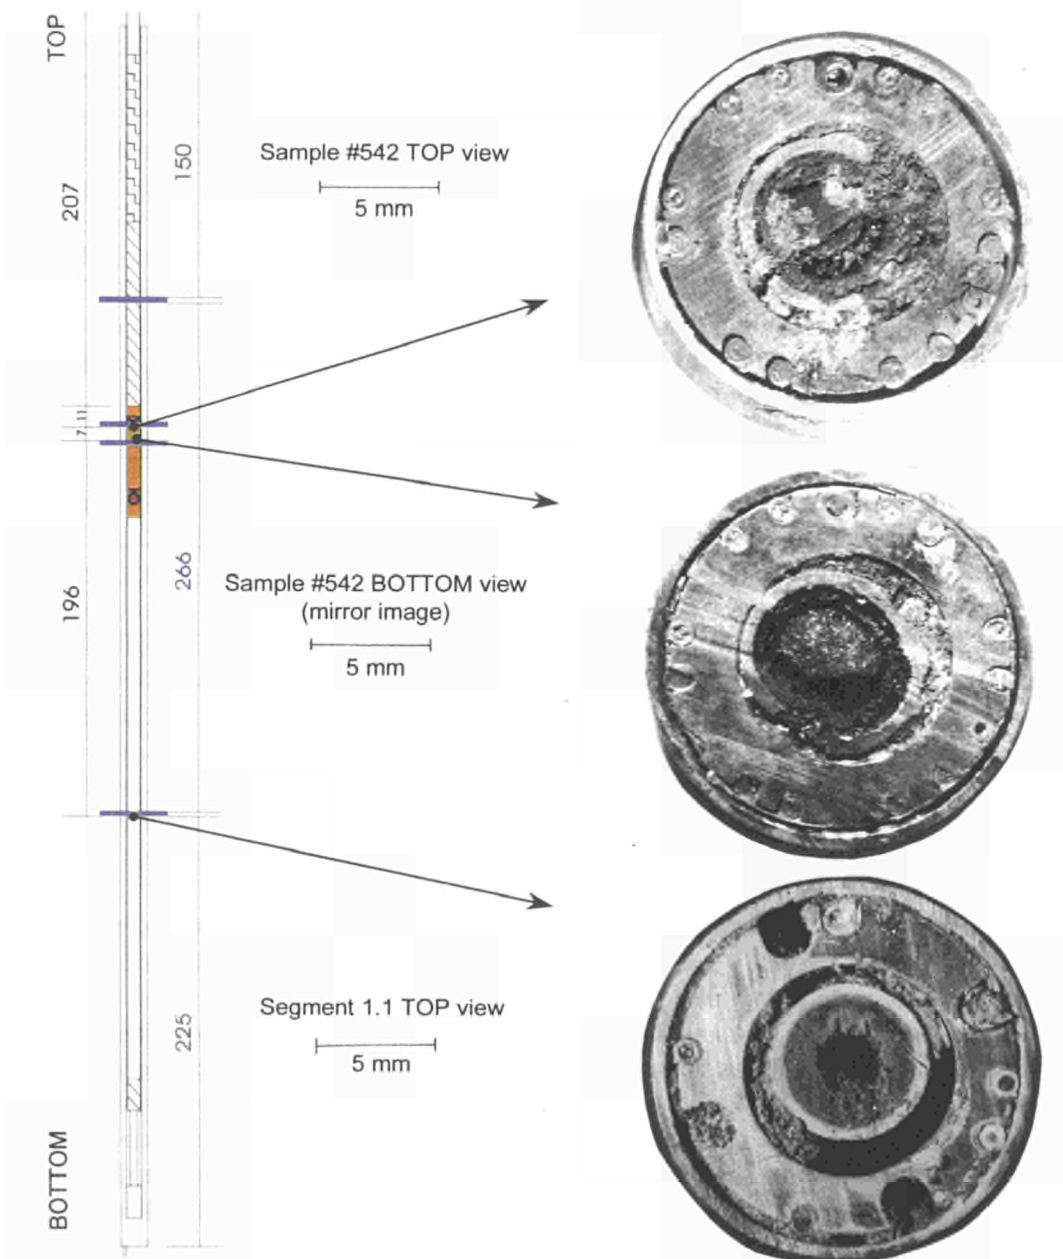 TOP
207
150
Sample #542 TOP view
5 mm
7
11
196
266
Sample #542 BOTTOM view
(mirror image)
5 mm
Segment 1.1 TOP view
5 mm
225
BOTTOM